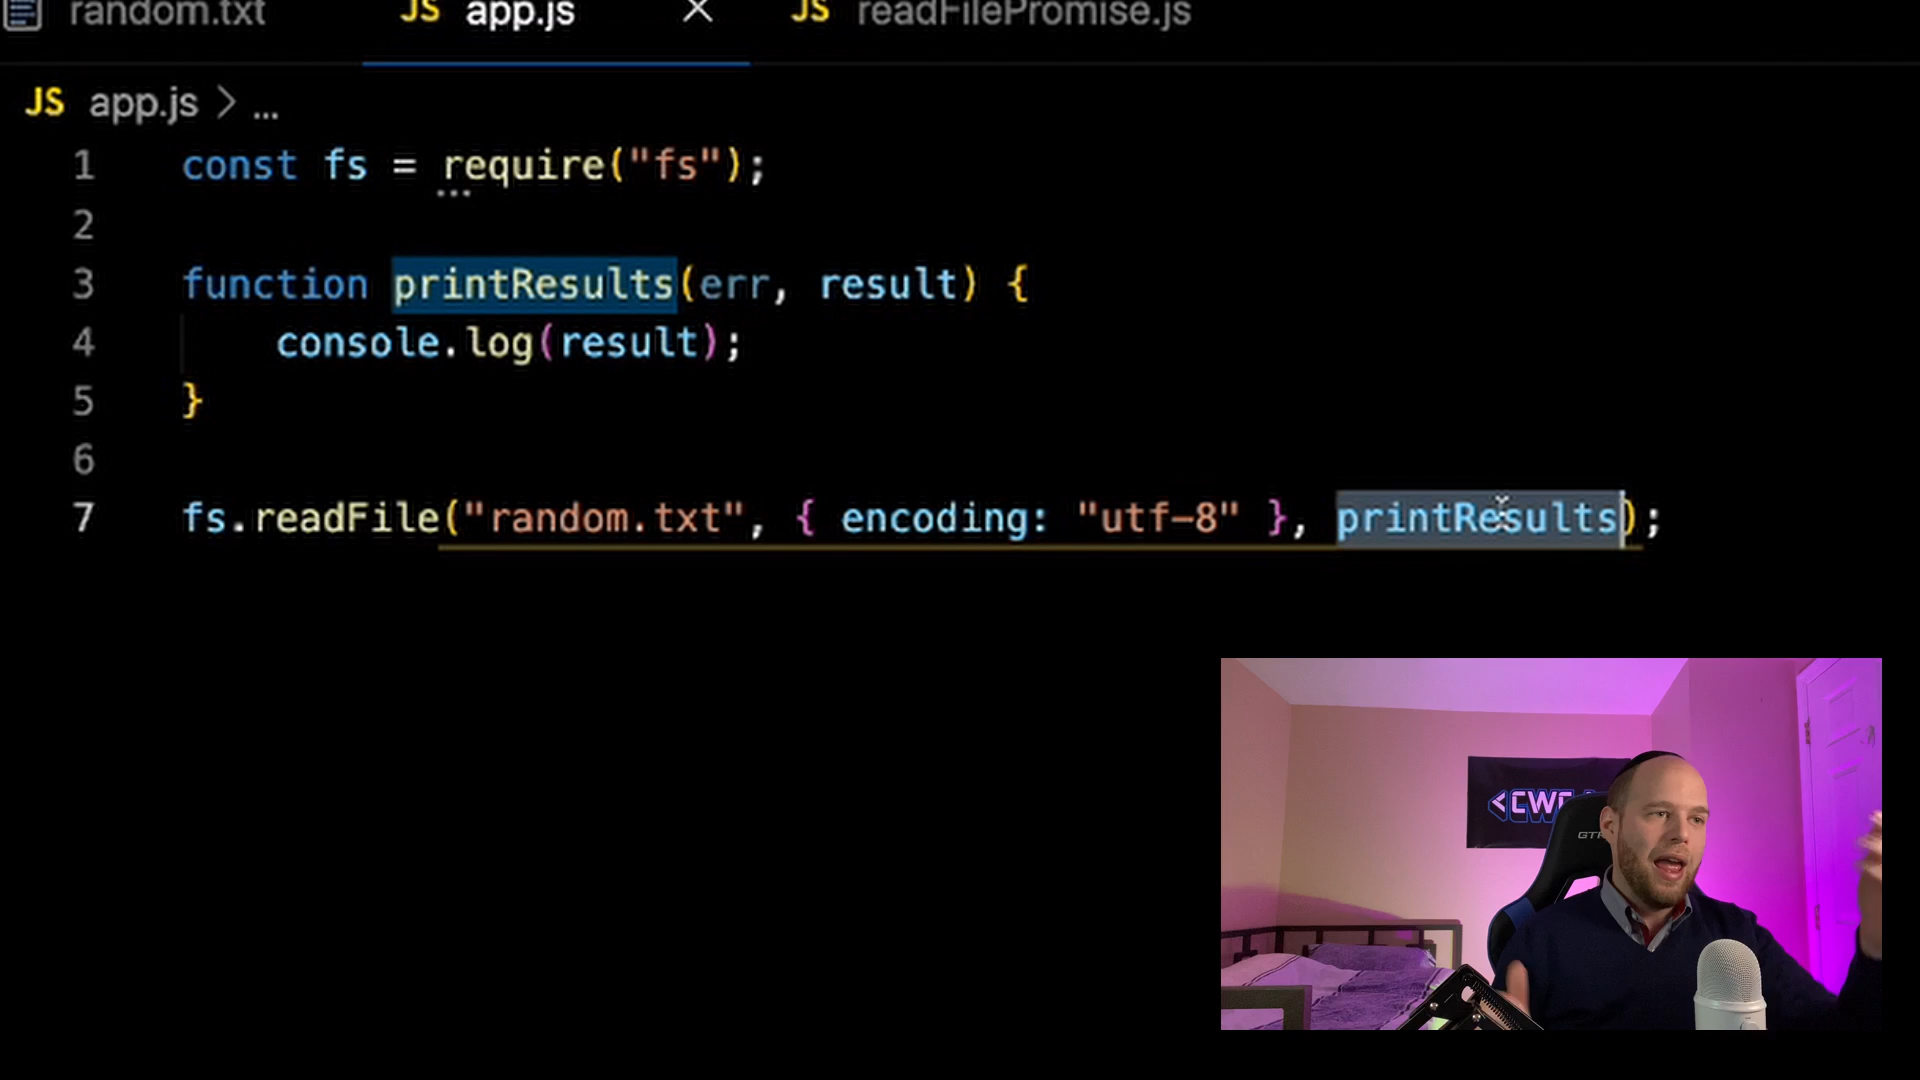 random.txt JS app.js × JS readFilePromise.js
JS app.js > ...
1 const fs = require("fs");
2
3 function printResults(err, result) {
4 console.log(result);
5 }
6
7 fs.readFile("random.txt", { encoding: "utf-8" }, printResults);
<CWC